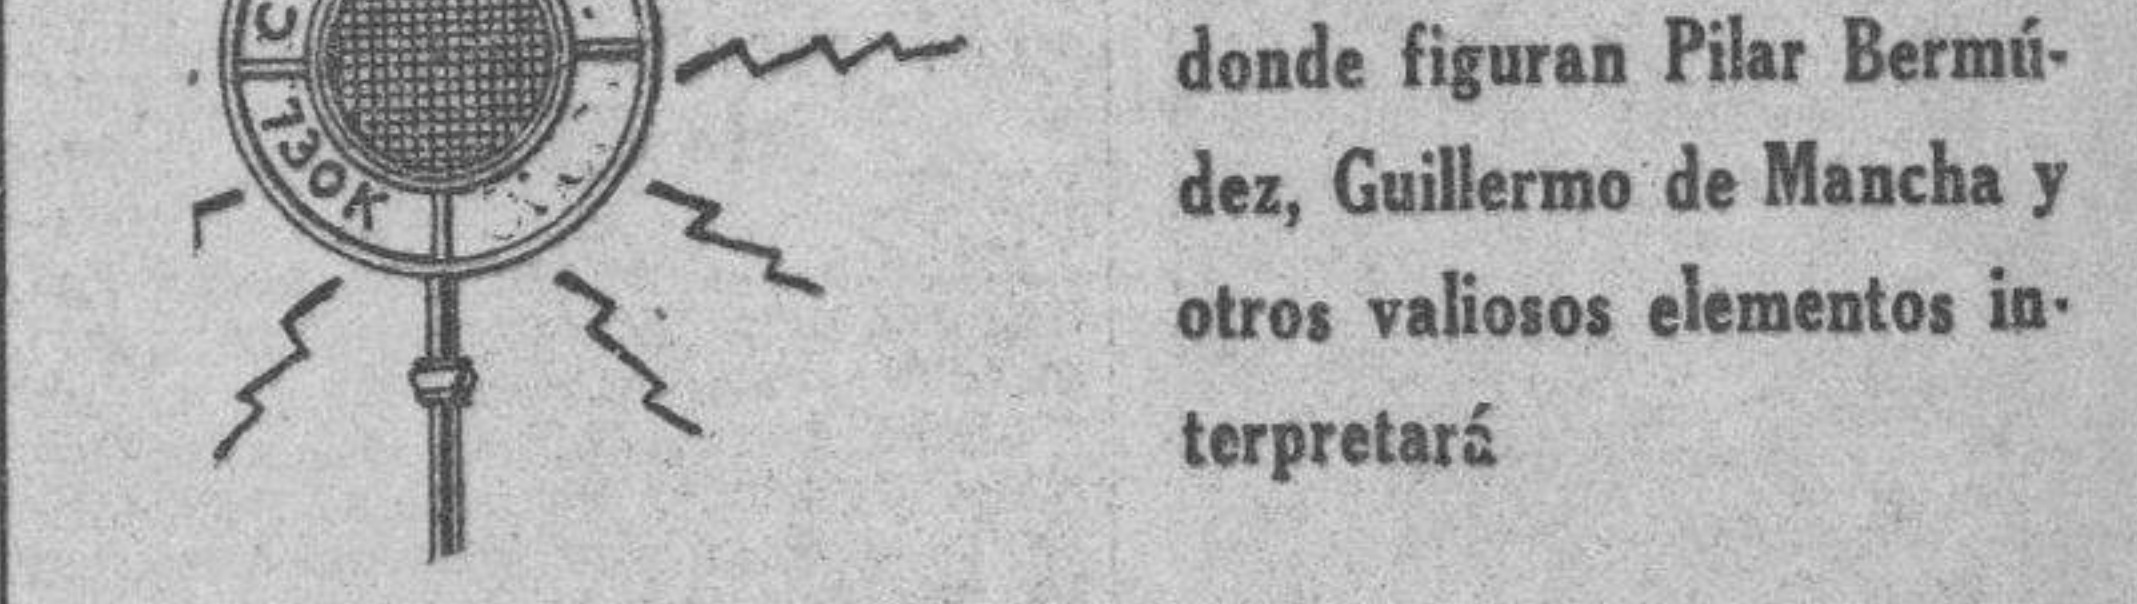 donde figuran Pilar Bermú-
dez, Guillermo de Mancha y
otros valiosos elementos in-
terpretará